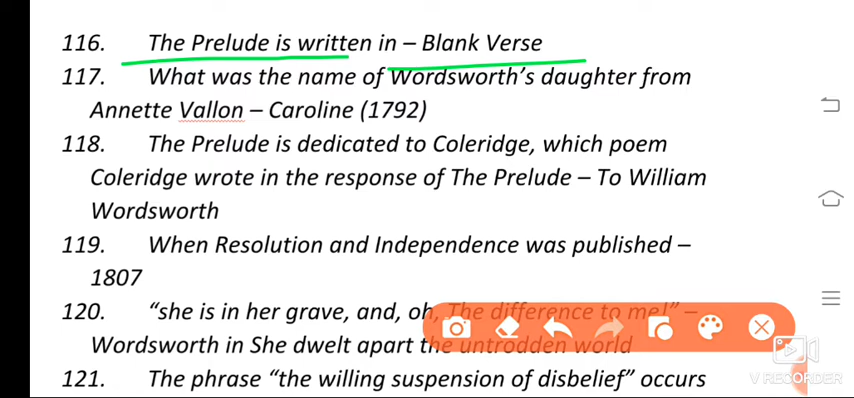 116. The Prelude is written in – Blank Verse
117. What was the name of Wordsworth's daughter from
Annette Vallon – Caroline (1792)
118. The Prelude is dedicated to Coleridge, which poem
Coleridge wrote in the response of The Prelude – To William
Wordsworth
119. When Resolution and Independence was published –
1807
120. "she is in her grave, and, oh, The difference to me!" –
Wordsworth in She dwelt apart the untrodden world
121. The phrase "the willing suspension of disbelief" occurs
V RECORDER